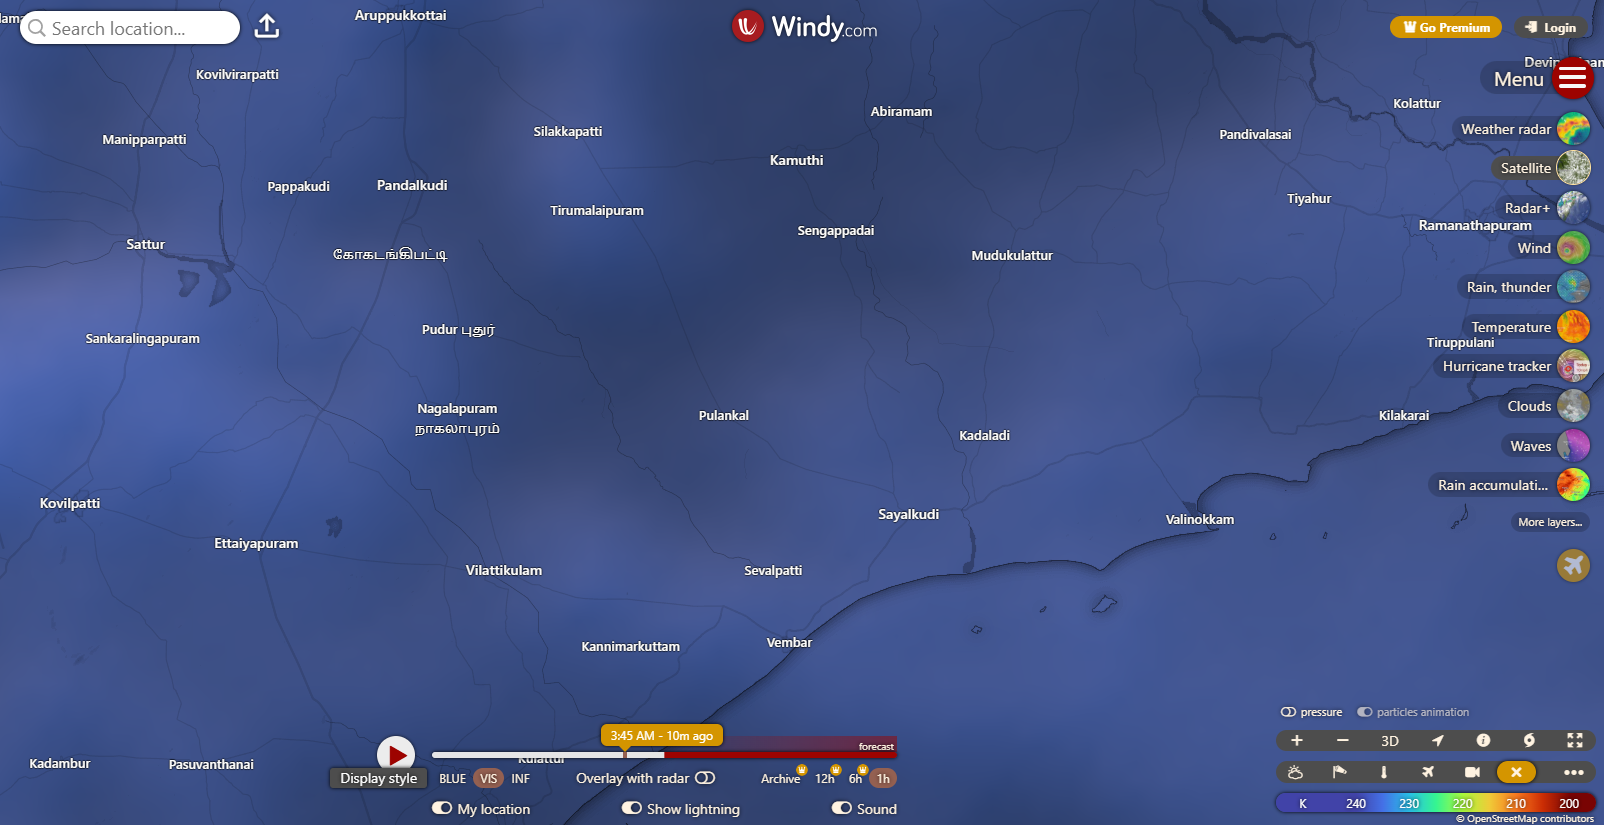 Search location...
Windy.com
Go Premium
Login
Menu
Weather radar
Satellite
Radar+
Wind
Rain, thunder
Temperature
Hurricane tracker
Clouds
Waves
Rain accumulati...
More layers...
Aruppukkottai
Kovilvirarpatti
Abiramam
Kolattur
Silakkapatti
Pandivalasai
Manipparpatti
Kamuthi
Pappakudi
Pandalkudi
Tiyahur
Tirumalaipuram
Ramanathapuram
Sengappadai
Sattur
கோகடங்கிபட்டி
Mudukulattur
Pudur புதுர்
Sankaralingapuram
Tiruppulani
Nagalapuram
நாகலாபுரம்
Pulankal
Kilakarai
Kadaladi
Kovilpatti
Sayalkudi
Valinokkam
Ettaiyapuram
Vilattikulam
Sevalpatti
Kannimarkuttam
Vembar
Kadambur
Pasuvanthanai
Kulattur
3:45 AM - 10m ago
forecast
Display style
BLUE VIS INF
Overlay with radar
Archive 12h 6h 1h
My location
Show lightning
Sound
pressure particles animation
3D
K 240 230 220 210 200
© OpenStreetMap contributors